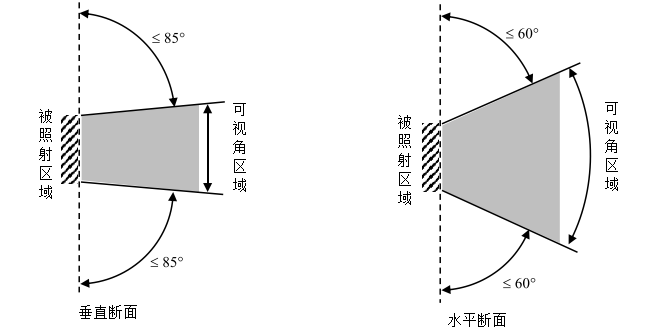 ≤ 85°
被照射区域
可视角区域
≤ 85°
垂直断面
≤ 60°
被照射区域
可视角区域
≤ 60°
水平断面